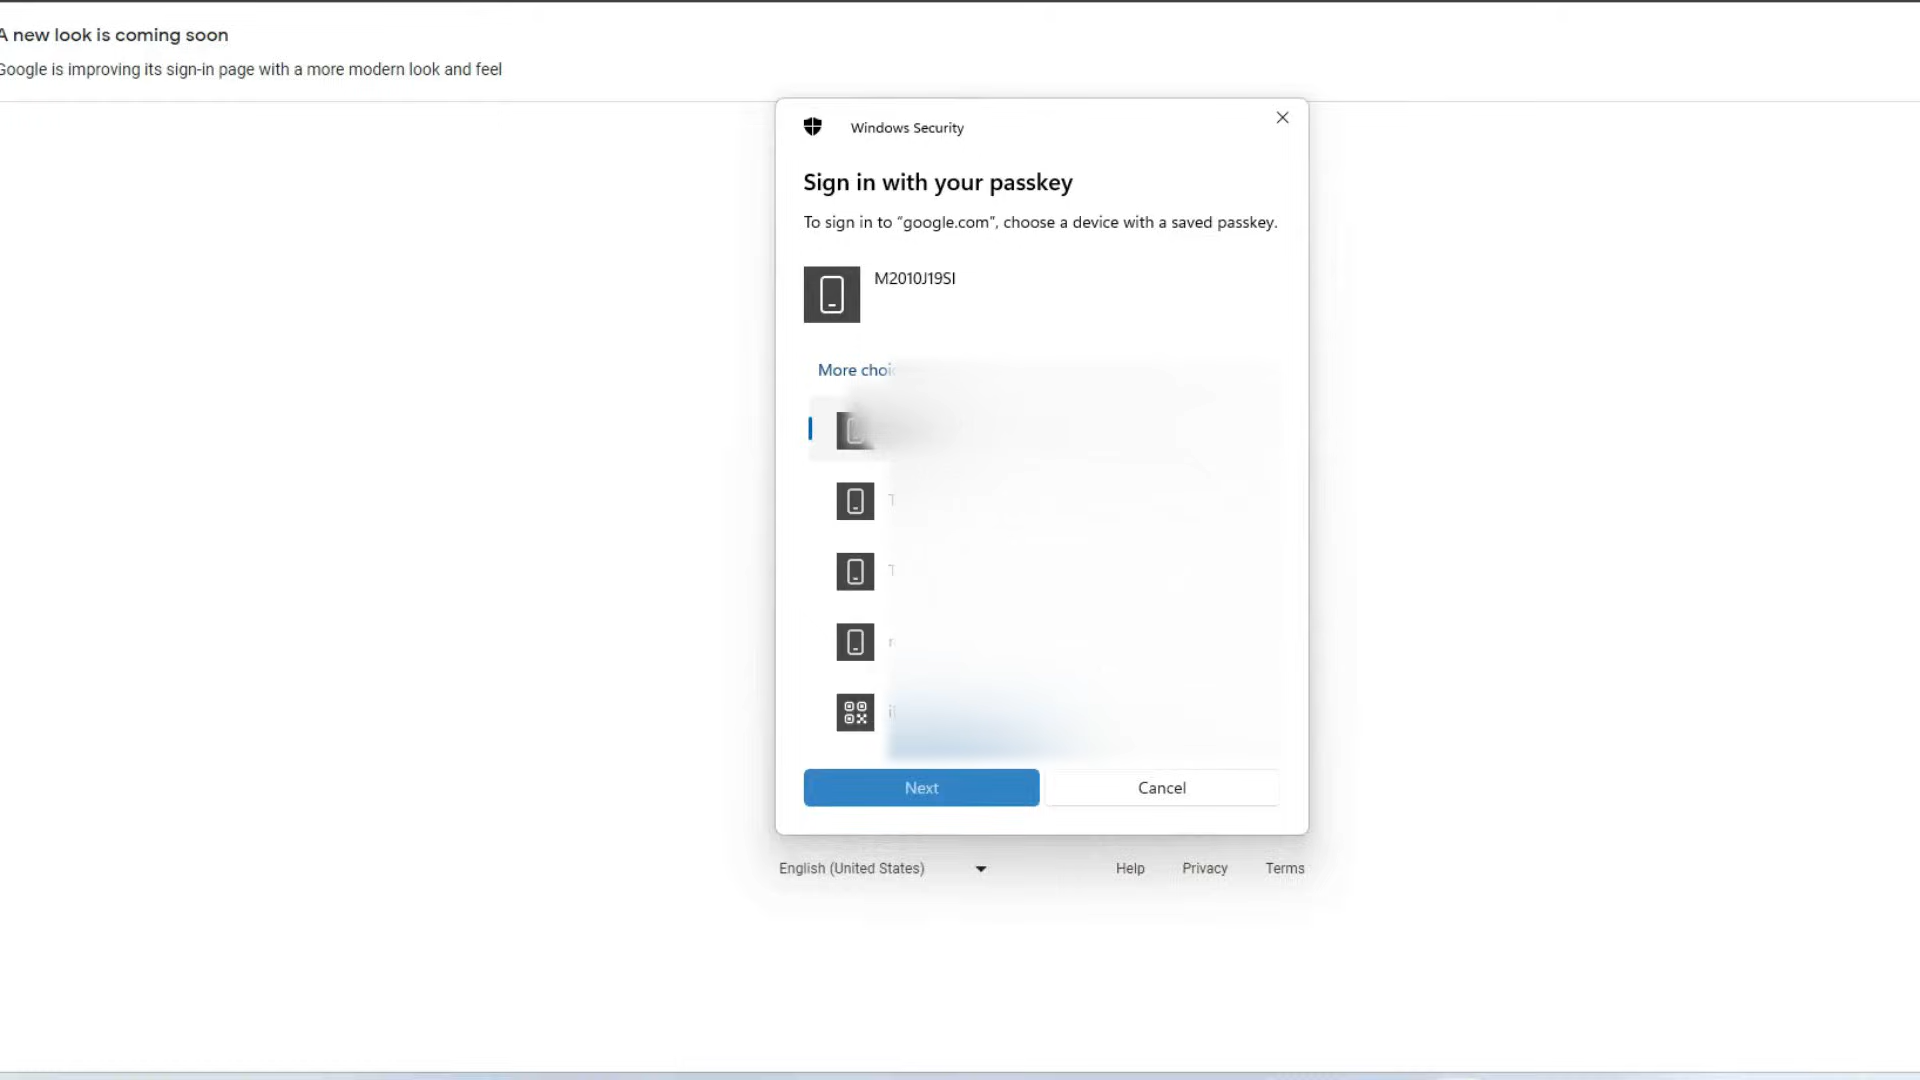 A new look is coming soon
Google is improving its sign-in page with a more modern look and feel
Windows Security
Sign in with your passkey
To sign in to “google.com”, choose a device with a saved passkey.
M2010J19SI
More
Next
Cancel
English (United States)
Help
Privacy
Terms